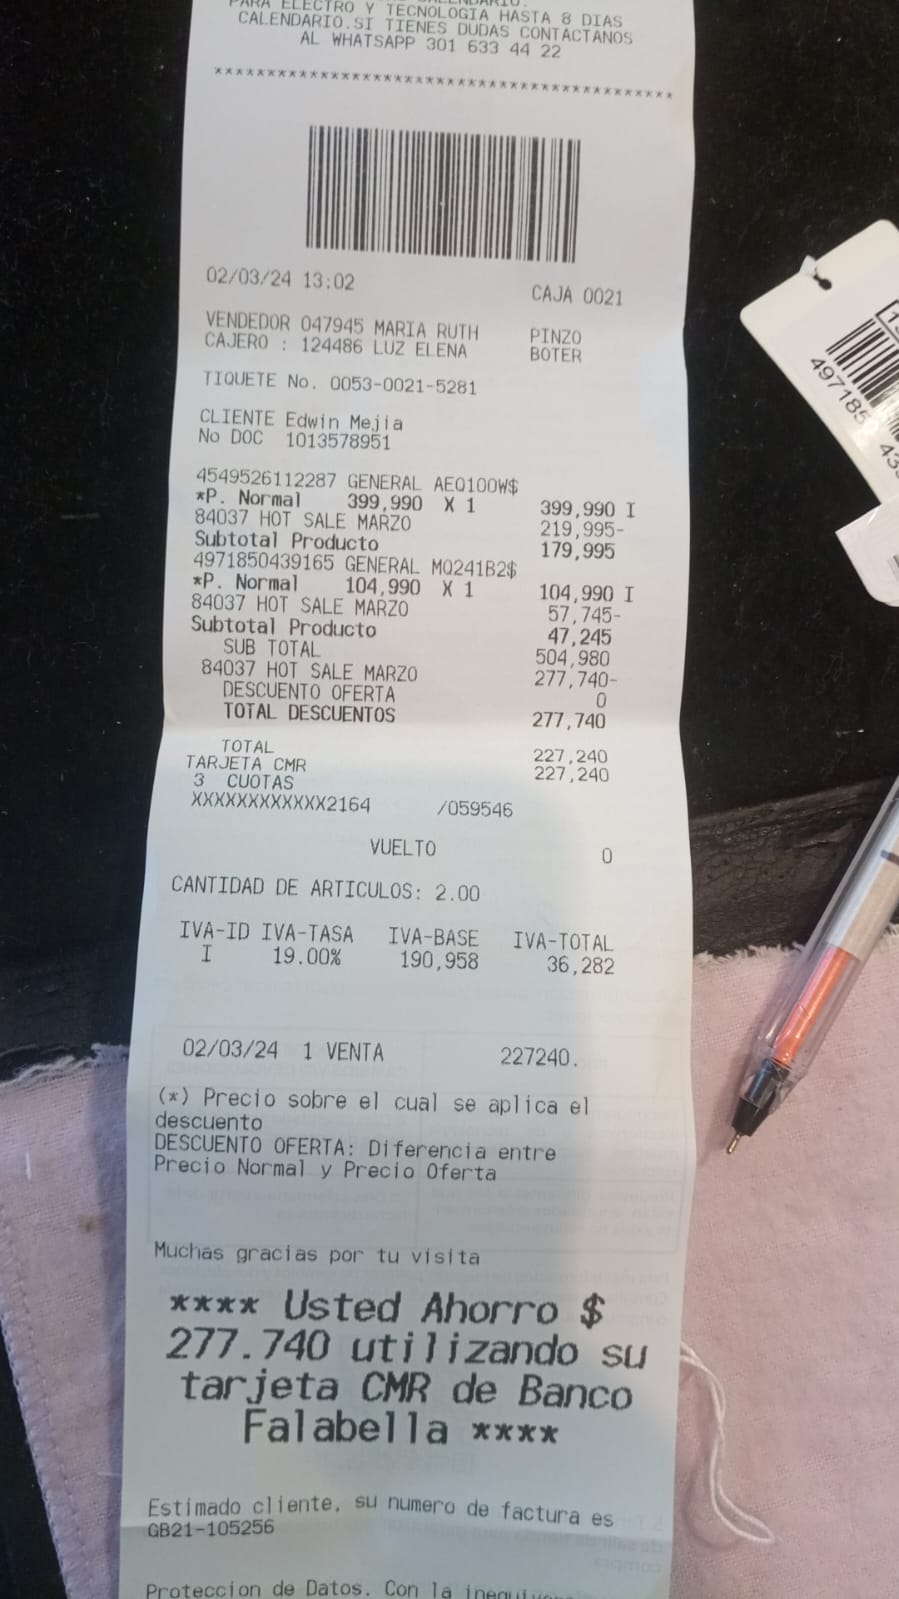 PARA ELECTRO Y TECNOLOGIA HASTA 8 DIAS
CALENDARIO.SI TIENES DUDAS CONTACTANOS
AL WHATSAPP 301 633 44 22
********************************************
02/03/24 13:02 CAJA 0021
VENDEDOR 047945 MARIA RUTH PINZO
CAJERO : 124486 LUZ ELENA BOTER
TIQUETE No. 0053-0021-5281
CLIENTE Edwin Mejia
No DOC 1013578951
4549526112287 GENERAL AEQ100W$
*P. Normal 399,990 X 1 399,990 I
84037 HOT SALE MARZO 219,995-
Subtotal Producto 179,995
4971850439165 GENERAL MQ241B2$
*P. Normal 104,990 X 1 104,990 I
84037 HOT SALE MARZO 57,745-
Subtotal Producto 47,245
SUB TOTAL 504,980
84037 HOT SALE MARZO 277,740-
DESCUENTO OFERTA 0
TOTAL DESCUENTOS 277,740
TOTAL 227,240
TARJETA CMR 227,240
3 CUOTAS
XXXXXXXXXXXX2164 /059546
VUELTO 0
CANTIDAD DE ARTICULOS: 2.00
IVA-ID IVA-TASA IVA-BASE IVA-TOTAL
I 19.00% 190,958 36,282
02/03/24 1 VENTA 227240.
(*) Precio sobre el cual se aplica el
descuento
DESCUENTO OFERTA: Diferencia entre
Precio Normal y Precio Oferta
Muchas gracias por tu visita
**** Usted Ahorro $
277.740 utilizando su
tarjeta CMR de Banco
Falabella ****
Estimado cliente, su numero de factura es
GB21-105256
Proteccion de Datos. Con la
497185